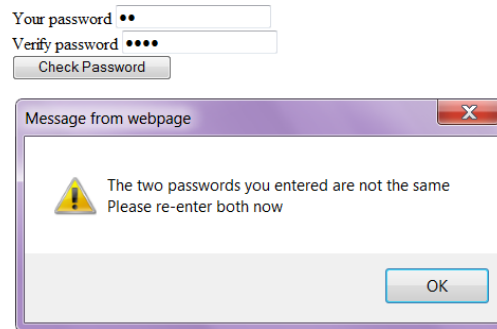 Your password ••
Verify password ••••
Check Password
Message from webpage
The two passwords you entered are not the same
Please re-enter both now
OK